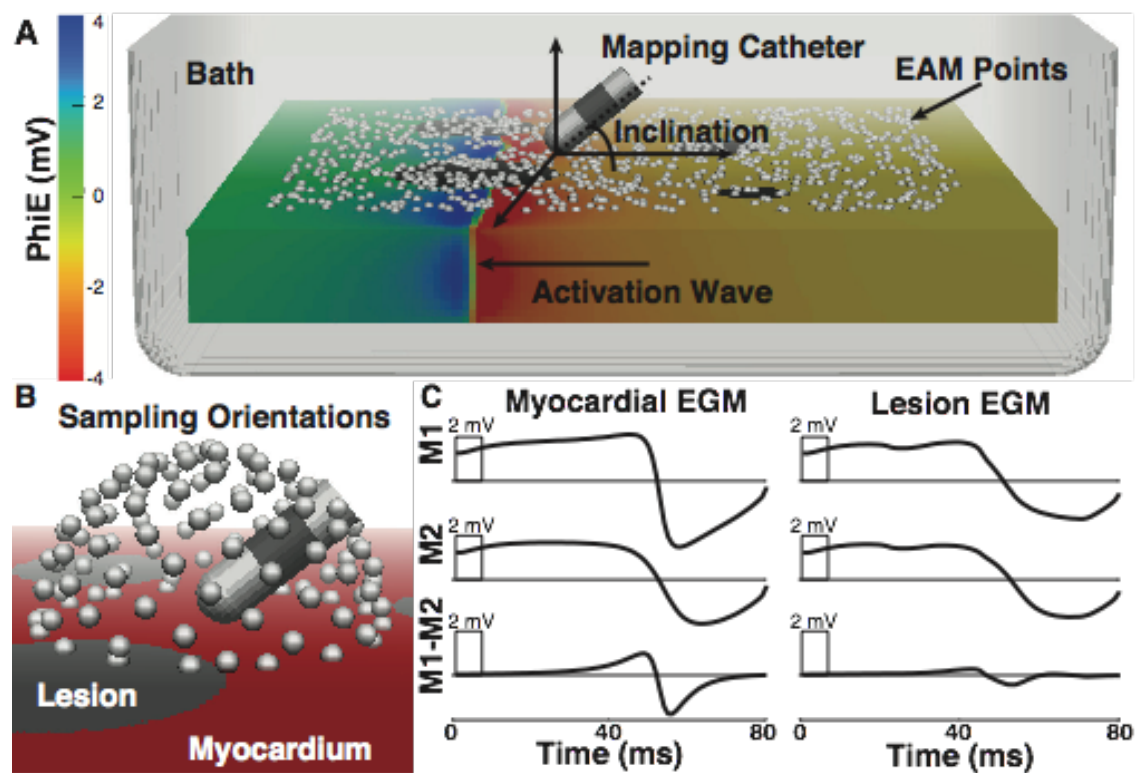 A
4
2
0
-2
-4
PhiE (mV)
Bath
Mapping Catheter
EAM Points
Inclination
Activation Wave
B
Sampling Orientations
Lesion
Myocardium
C
Myocardial EGM
Lesion EGM
M1
2 mV
2 mV
M2
2 mV
2 mV
M1-M2
2 mV
2 mV
0
40
80
0
40
80
Time (ms)
Time (ms)